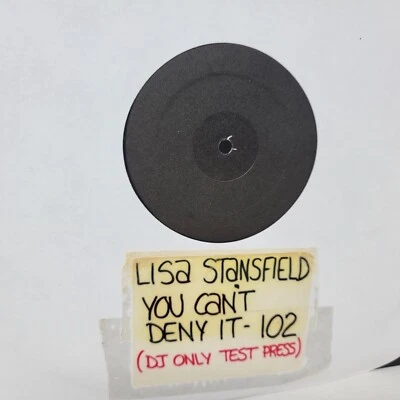 LISa STaNSFIELD
YOU CaN'T
DENY IT - 102
(DJ ONLY TEST PRESS)